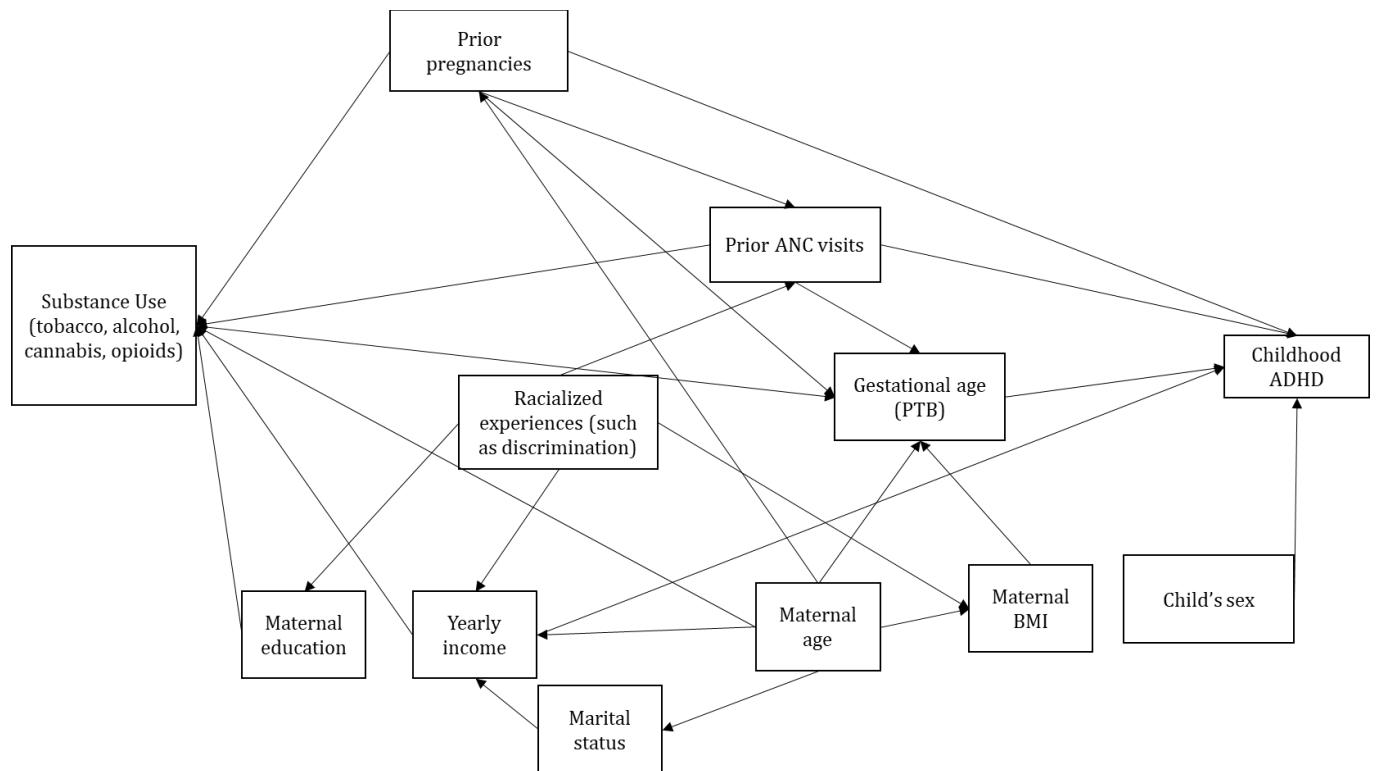 Prior
pregnancies
Prior ANC visits
Substance Use
(tobacco, alcohol,
cannabis, opioids)
Childhood
ADHD
Gestational age
(PTB)
Racialized
experiences (such
as discrimination)
Maternal
education
Yearly
income
Maternal
age
Maternal
BMI
Child’s sex
Marital
status